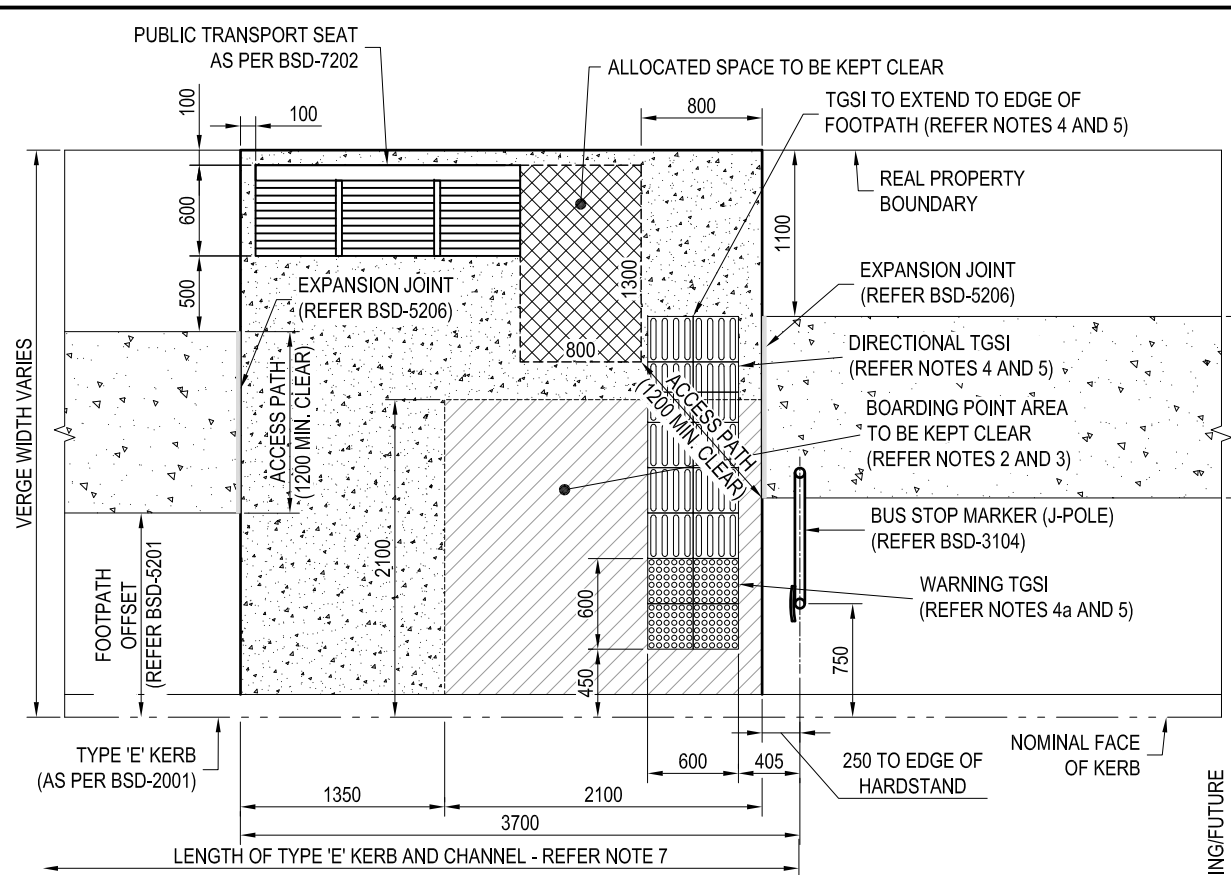 PUBLIC TRANSPORT SEAT
AS PER BSD-7202
ALLOCATED SPACE TO BE KEPT CLEAR
100
100
800
TGSI TO EXTEND TO EDGE OF
FOOTPATH (REFER NOTES 4 AND 5)
REAL PROPERTY
BOUNDARY
600
1100
500
EXPANSION JOINT
(REFER BSD-5206)
1300
EXPANSION JOINT
(REFER BSD-5206)
800
DIRECTIONAL TGSI
(REFER NOTES 4 AND 5)
ACCESS PATH
(1200 MIN. CLEAR)
ACCESS PATH
(1200 MIN. CLEAR)
BOARDING POINT AREA
TO BE KEPT CLEAR
(REFER NOTES 2 AND 3)
VERGE WIDTH VARIES
BUS STOP MARKER (J-POLE)
(REFER BSD-3104)
2100
FOOTPATH
OFFSET
(REFER BSD-5201
600
WARNING TGSI
(REFER NOTES 4a AND 5)
750
450
TYPE 'E' KERB
(AS PER BSD-2001)
600
405
250 TO EDGE OF
HARDSTAND
NOMINAL FACE
OF KERB
1350
2100
3700
LENGTH OF TYPE 'E' KERB AND CHANNEL - REFER NOTE 7
ING/FUTURE